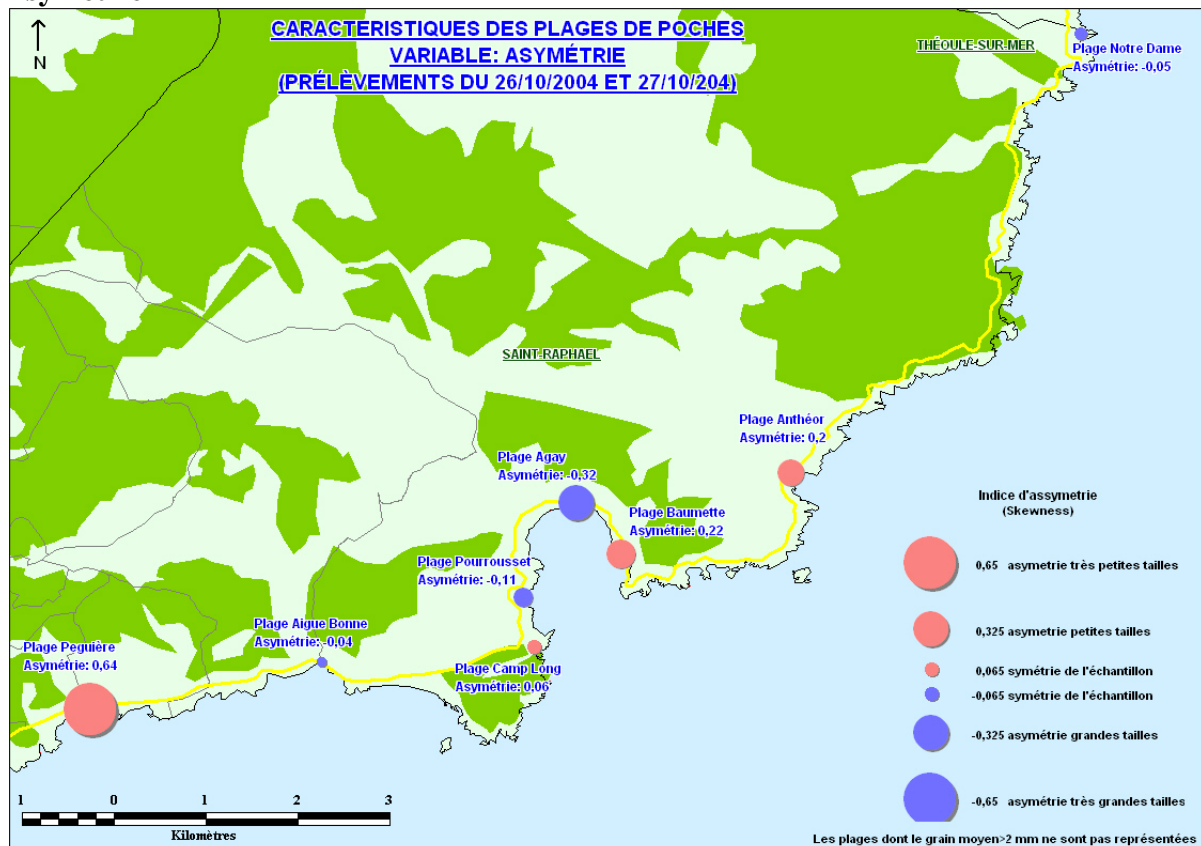 N
CARACTERISTIQUES DES PLAGES DE POCHES
VARIABLE: ASYMÉTRIE
(PRÉLÈVEMENTS DU 26/10/2004 ET 27/10/204)
THÉOULE-SUR-MER
Plage Notre Dame
Asymétrie: -0,05
SAINT-RAPHAEL
Plage Anthéor
Asymétrie: 0,2
Plage Agay
Asymétrie: -0,32
Plage Baumette
Asymétrie: 0,22
Plage Pourrousset
Asymétrie: -0,11
Plage Aigue Bonne
Asymétrie: -0,04
Plage Peguière
Asymétrie: 0,64
Plage Camp Long
Asymétrie: 0,06
Indice d'assymetrie
(Skewness)
0,65 asymetrie très petites tailles
0,325 asymetrie petites tailles
0,065 symétrie de l'échantillon
-0,065 symétrie de l'échantillon
-0,325 asymétrie grandes tailles
-0,65 asymétrie très grandes tailles
1 0 1 2 3
Kilomètres
Les plages dont le grain moyen>2 mm ne sont pas représentées